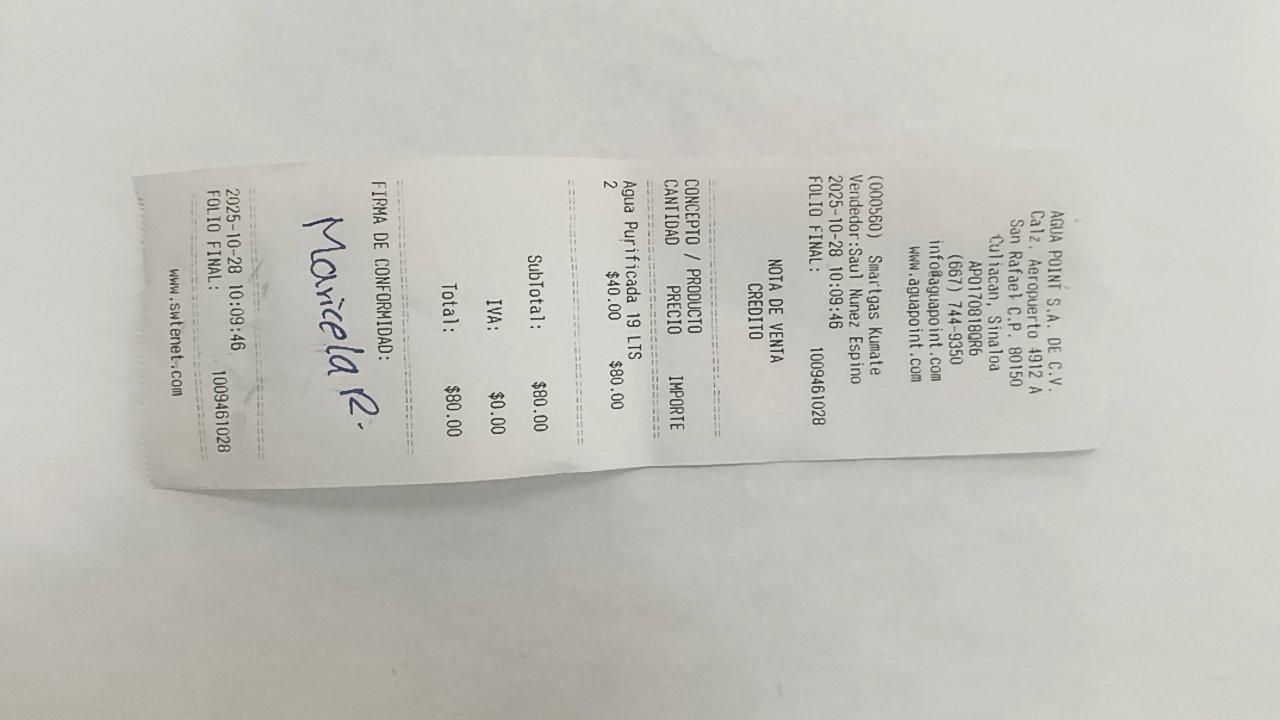 AGUA POINT S.A. DE C.V.
Calz. Aeropuerto 4912 A
San Rafael C.P. 80150
Culiacan, Sinaloa
APO170818QR6
(667) 744-9350
info@aguapoint.com
www.aguapoint.com
(000560) Smartgas Kumate
Vendedor:Saul Nunez Espino
2025-10-28 10:09:46
FOLIO FINAL: 1009461028
NOTA DE VENTA
CREDITO
CONCEPTO / PRODUCTO
CANTIDAD PRECIO IMPORTE
Agua Purificada 19 LTS
2 $40.00 $80.00
SubTotal: $80.00
IVA: $0.00
Total: $80.00
FIRMA DE CONFORMIDAD:
Maricela R.
2025-10-28 10:09:46
FOLIO FINAL: 1009461028
www.swtenet.com